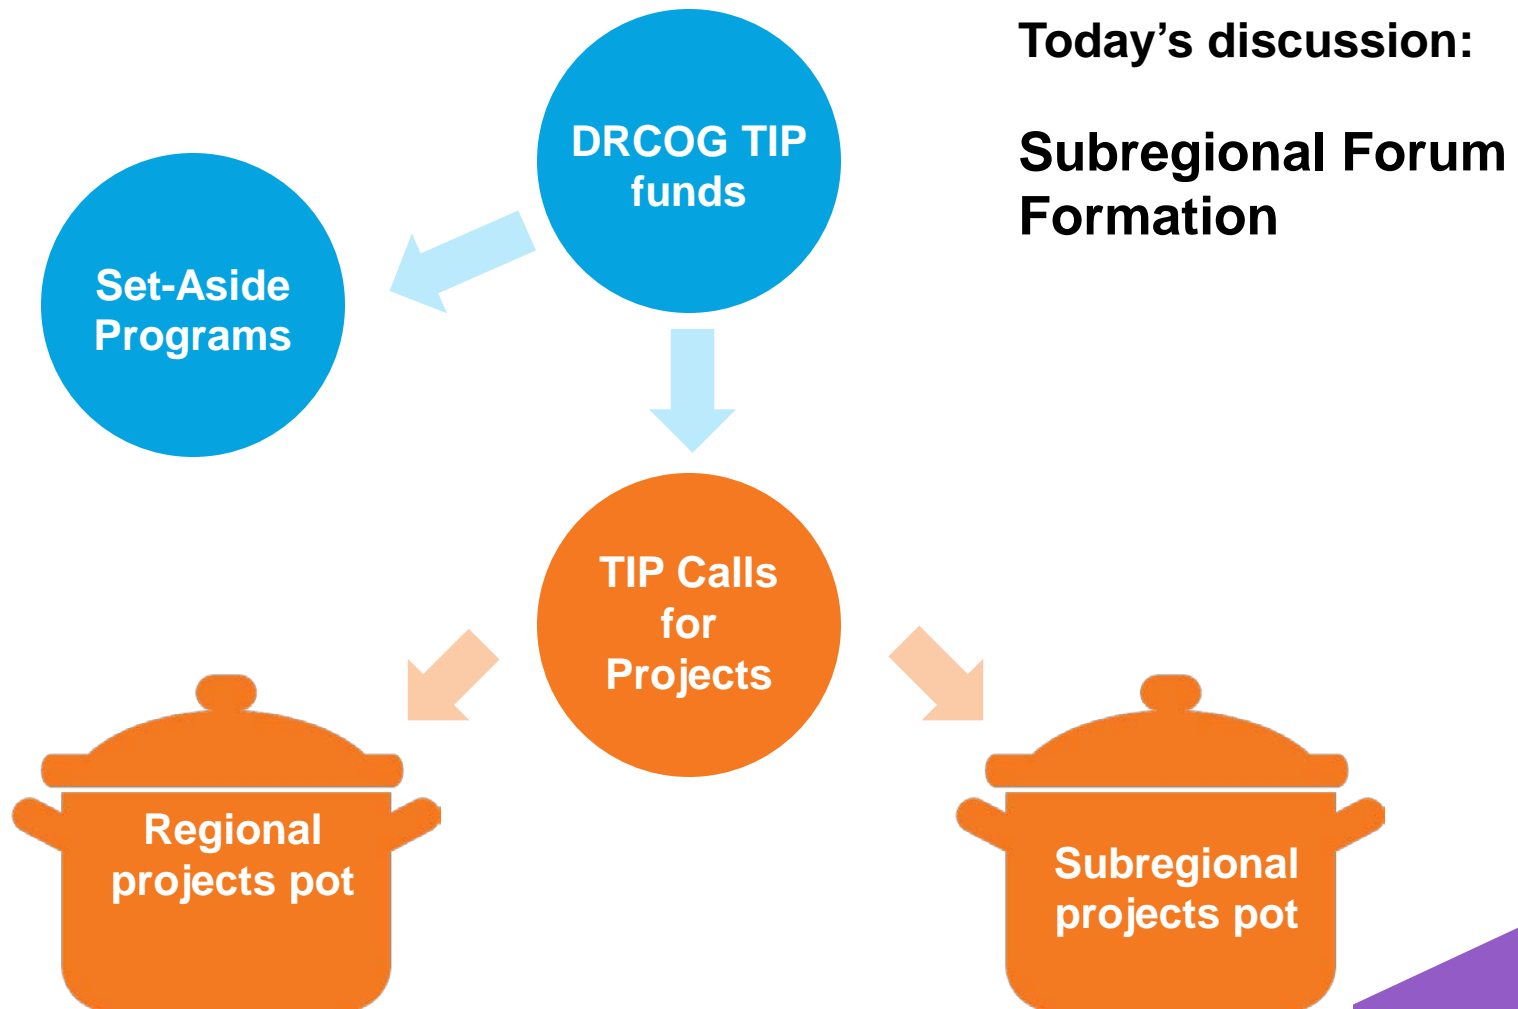 Today’s discussion:
Subregional Forum
Formation
DRCOG TIP
funds
Set-Aside
Programs
TIP Calls
for
Projects
Regional
projects pot
Subregional
projects pot